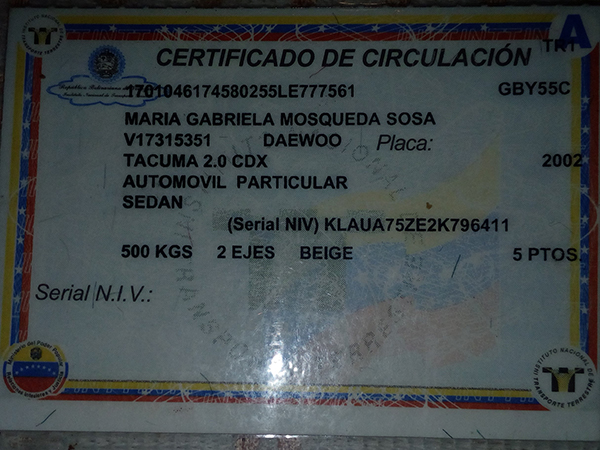 A
TRT
CERTIFICADO DE CIRCULACIÓN
1701046174580255LE777561 GBY55C
MARIA GABRIELA MOSQUEDA SOSA
V17315351 DAEWOO Placa:
TACUMA 2.0 CDX 2002
AUTOMOVIL PARTICULAR
SEDAN
(Serial NIV) KLAUA75ZE2K796411
500 KGS 2 EJES BEIGE 5 PTOS.
Serial N.I.V.:
INSTITUTO NACIONAL DE
TRANSPORTE TERRESTRE